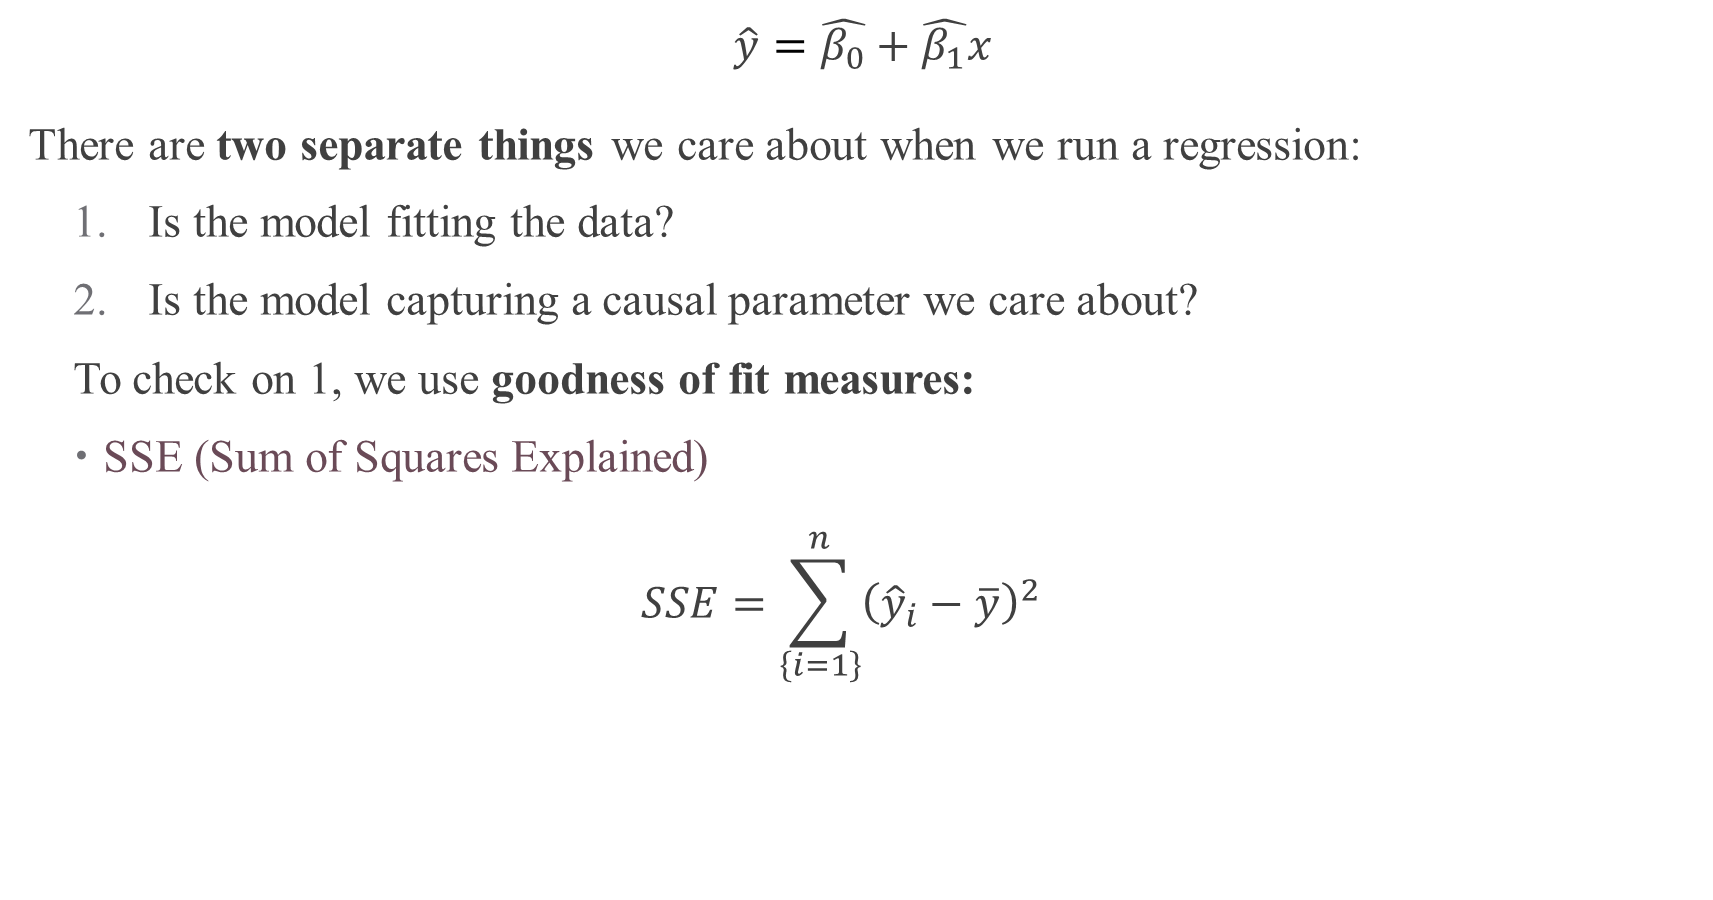 ŷ = β̂₀ + β̂₁x
There are two separate things we care about when we run a regression:
1. Is the model fitting the data?
2. Is the model capturing a causal parameter we care about?
To check on 1, we use goodness of fit measures:
• SSE (Sum of Squares Explained)
SSE = ∑_{{i=1}}^{n} (ŷᵢ − ȳ)²